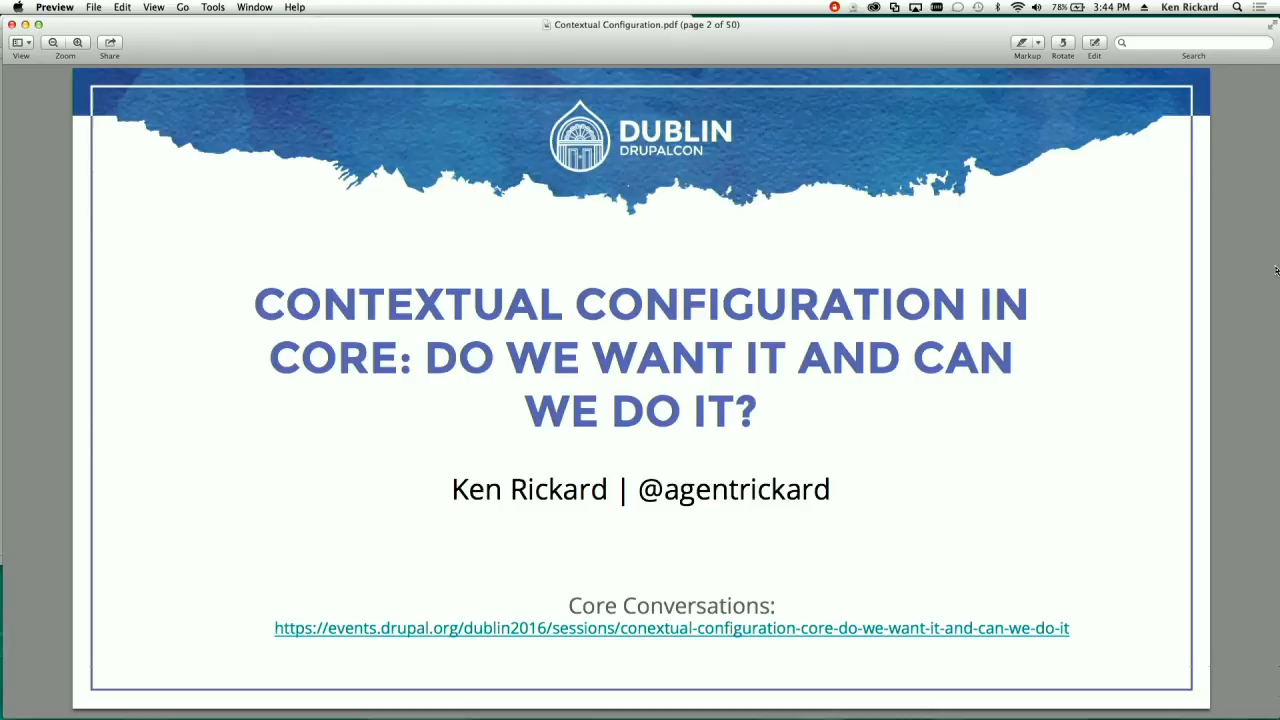 Preview File Edit View Go Tools Window Help 78% 3:44 PM Ken Rickard
Contextual Configuration.pdf (page 2 of 50)
View Zoom Share Markup Rotate Edit Search
DUBLIN
DRUPALCON
CONTEXTUAL CONFIGURATION IN
CORE: DO WE WANT IT AND CAN
WE DO IT?
Ken Rickard | @agentrickard
Core Conversations:
https://events.drupal.org/dublin2016/sessions/conextual-configuration-core-do-we-want-it-and-can-we-do-it